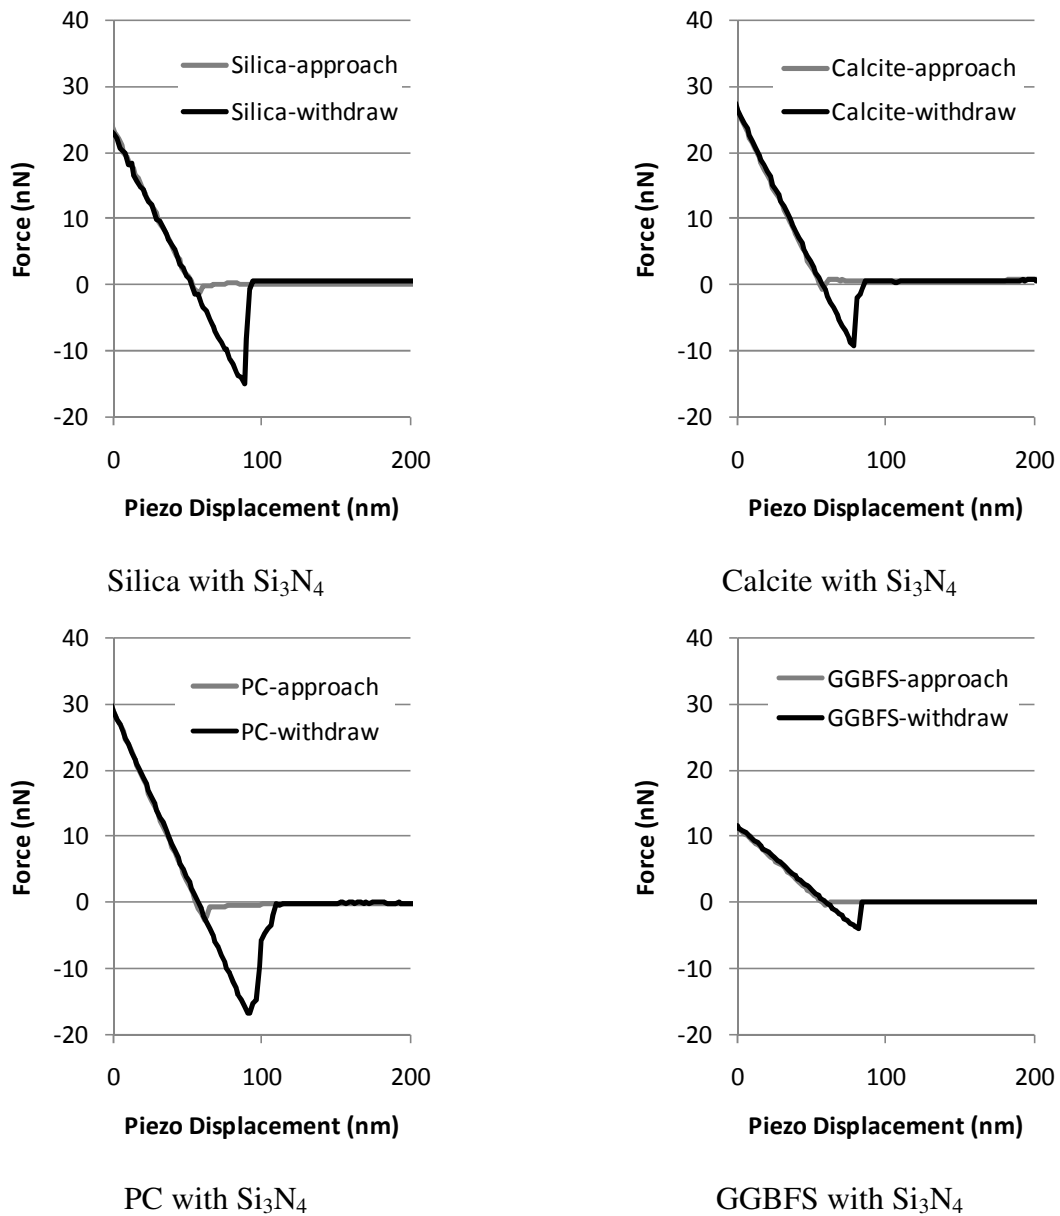 40
30
20
10
0
-10
-20
Force (nN)
Silica-approach
Silica-withdraw
0 100 200
Piezo Displacement (nm)
Silica with Si₃N₄
40
30
20
10
0
-10
-20
Force (nN)
Calcite-approach
Calcite-withdraw
0 100 200
Piezo Displacement (nm)
Calcite with Si₃N₄
40
30
20
10
0
-10
-20
Force (nN)
PC-approach
PC-withdraw
0 100 200
Piezo Displacement (nm)
PC with Si₃N₄
40
30
20
10
0
-10
-20
Force (nN)
GGBFS-approach
GGBFS-withdraw
0 100 200
Piezo Displacement (nm)
GGBFS with Si₃N₄